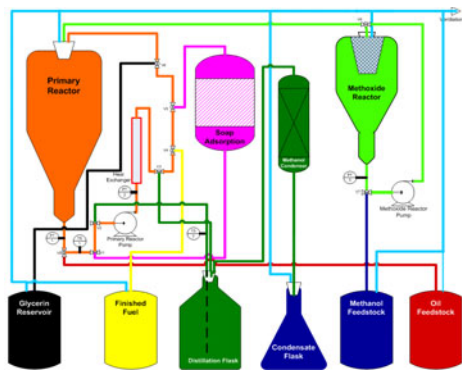 Ventilation
Primary
Reactor
Methoxide
Reactor
Soap
Adsorption
Methanol
Condenser
Heat
Exchanger
Primary Reactor
Pump
Methoxide Reactor
Pump
Glycerin
Reservoir
Finished
Fuel
Distillation Flask
Condensate
Flask
Methanol
Feedstock
Oil
Feedstock